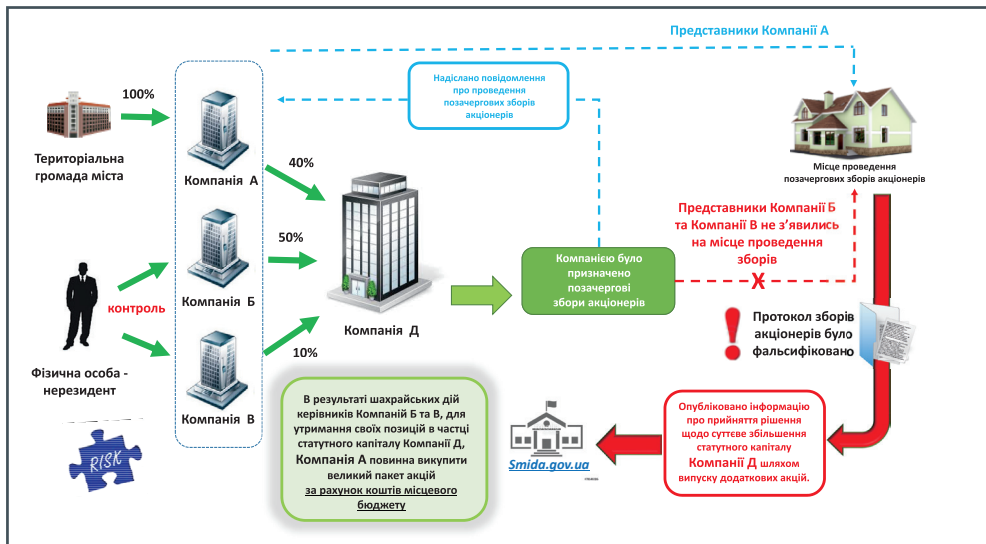 Представники Компанії А
100%
Надіслано повідомлення
про проведення
позачергових зборів
акціонерів
Територіальна
громада міста
Компанія А
40%
Місце проведення
позачергових зборів акціонерів
Представники Компанії Б
та Компанії В не з’явились
на місце проведення
зборів
X
50%
контроль
Компанія Б
Компанією було
призначено
позачергові
збори акціонерів
Компанія Д
10%
Фізична особа -
нерезидент
Компанія В
Протокол зборів
акціонерів було
фальсифіковано
В результаті шахрайських дій
керівників Компаній Б та В, для
утримання своїх позицій в частці
статутного капіталу Компанії Д,
Компанія А повинна викупити
великий пакет акцій
за рахунок коштів місцевого
бюджету
Smida.gov.ua
Опубліковано інформацію
про прийняття рішення
щодо суттєве збільшення
статутного капіталу
Компанії Д шляхом
випуску додаткових акцій.
RISK